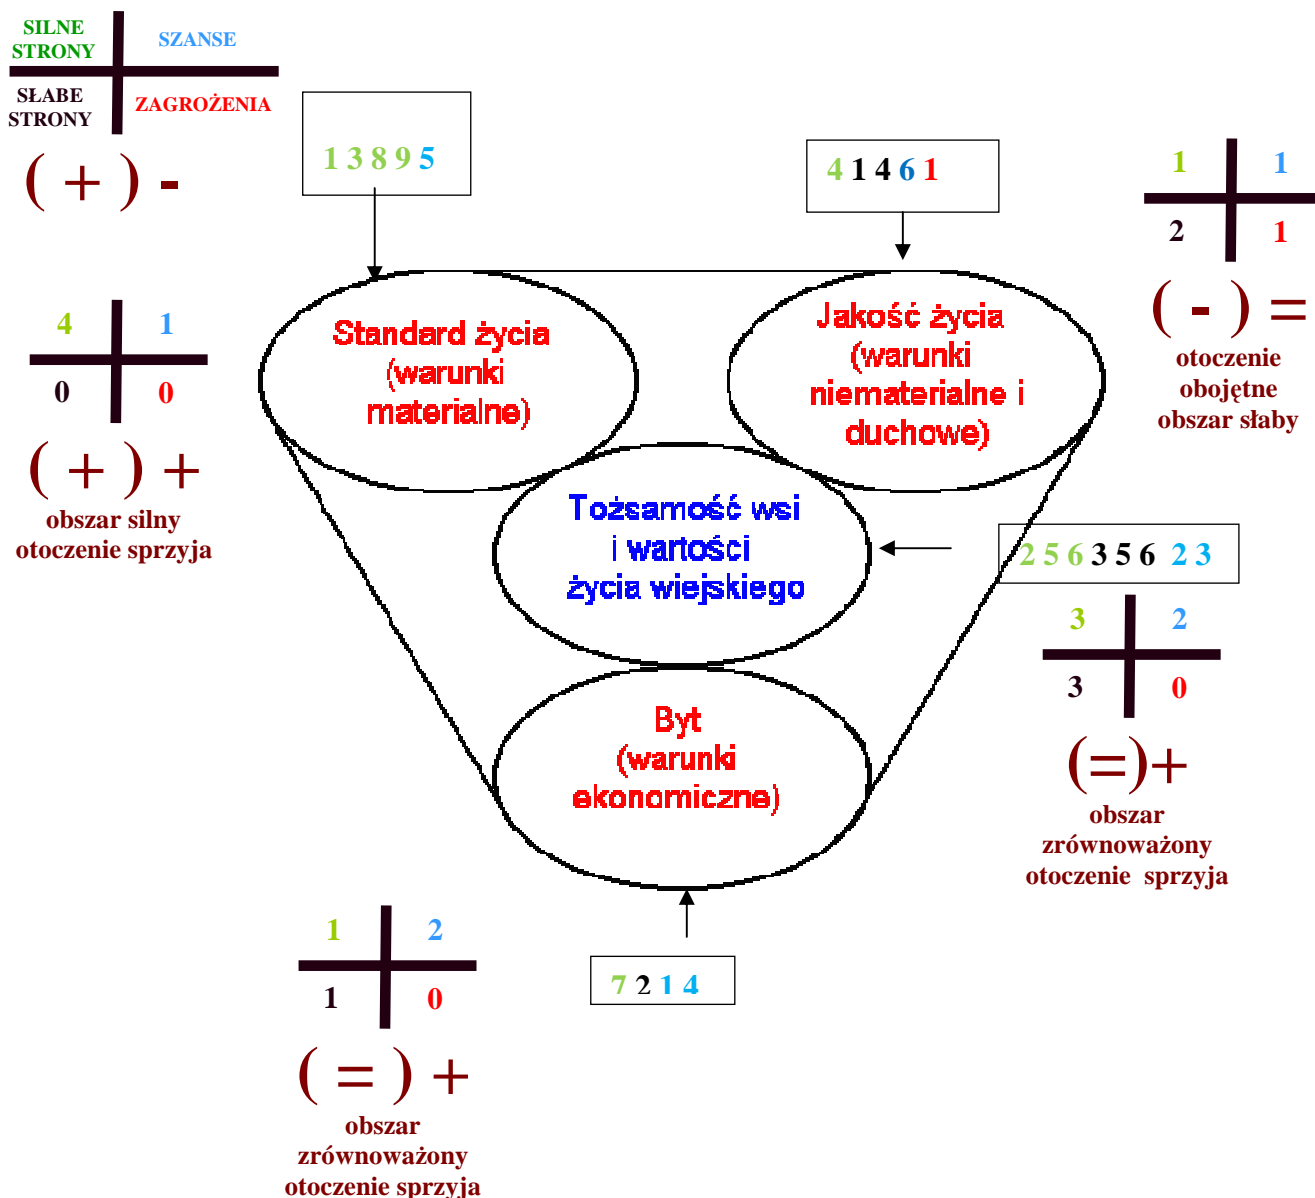 SILNE
STRONY
SZANSE
SŁABE
STRONY
ZAGROŻENIA
( + ) -
1 3 8 9 5
4 1 4 6 1
1 1
2 1
( - ) =
otoczenie
obojętne
obszar słaby
4 1
0 0
( + ) +
obszar silny
otoczenie sprzyja
Standard życia
(warunki
materialne)
Jakość życia
(warunki
niematerialne i
duchowe)
Tożsamość wsi
i wartości
życia wiejskiego
2 5 6 3 5 6 2 3
3 2
3 0
(=)+
obszar
zrównoważony
otoczenie sprzyja
Byt
(warunki
ekonomiczne)
7 2 1 4
1 2
1 0
( = ) +
obszar
zrównoważony
otoczenie sprzyja